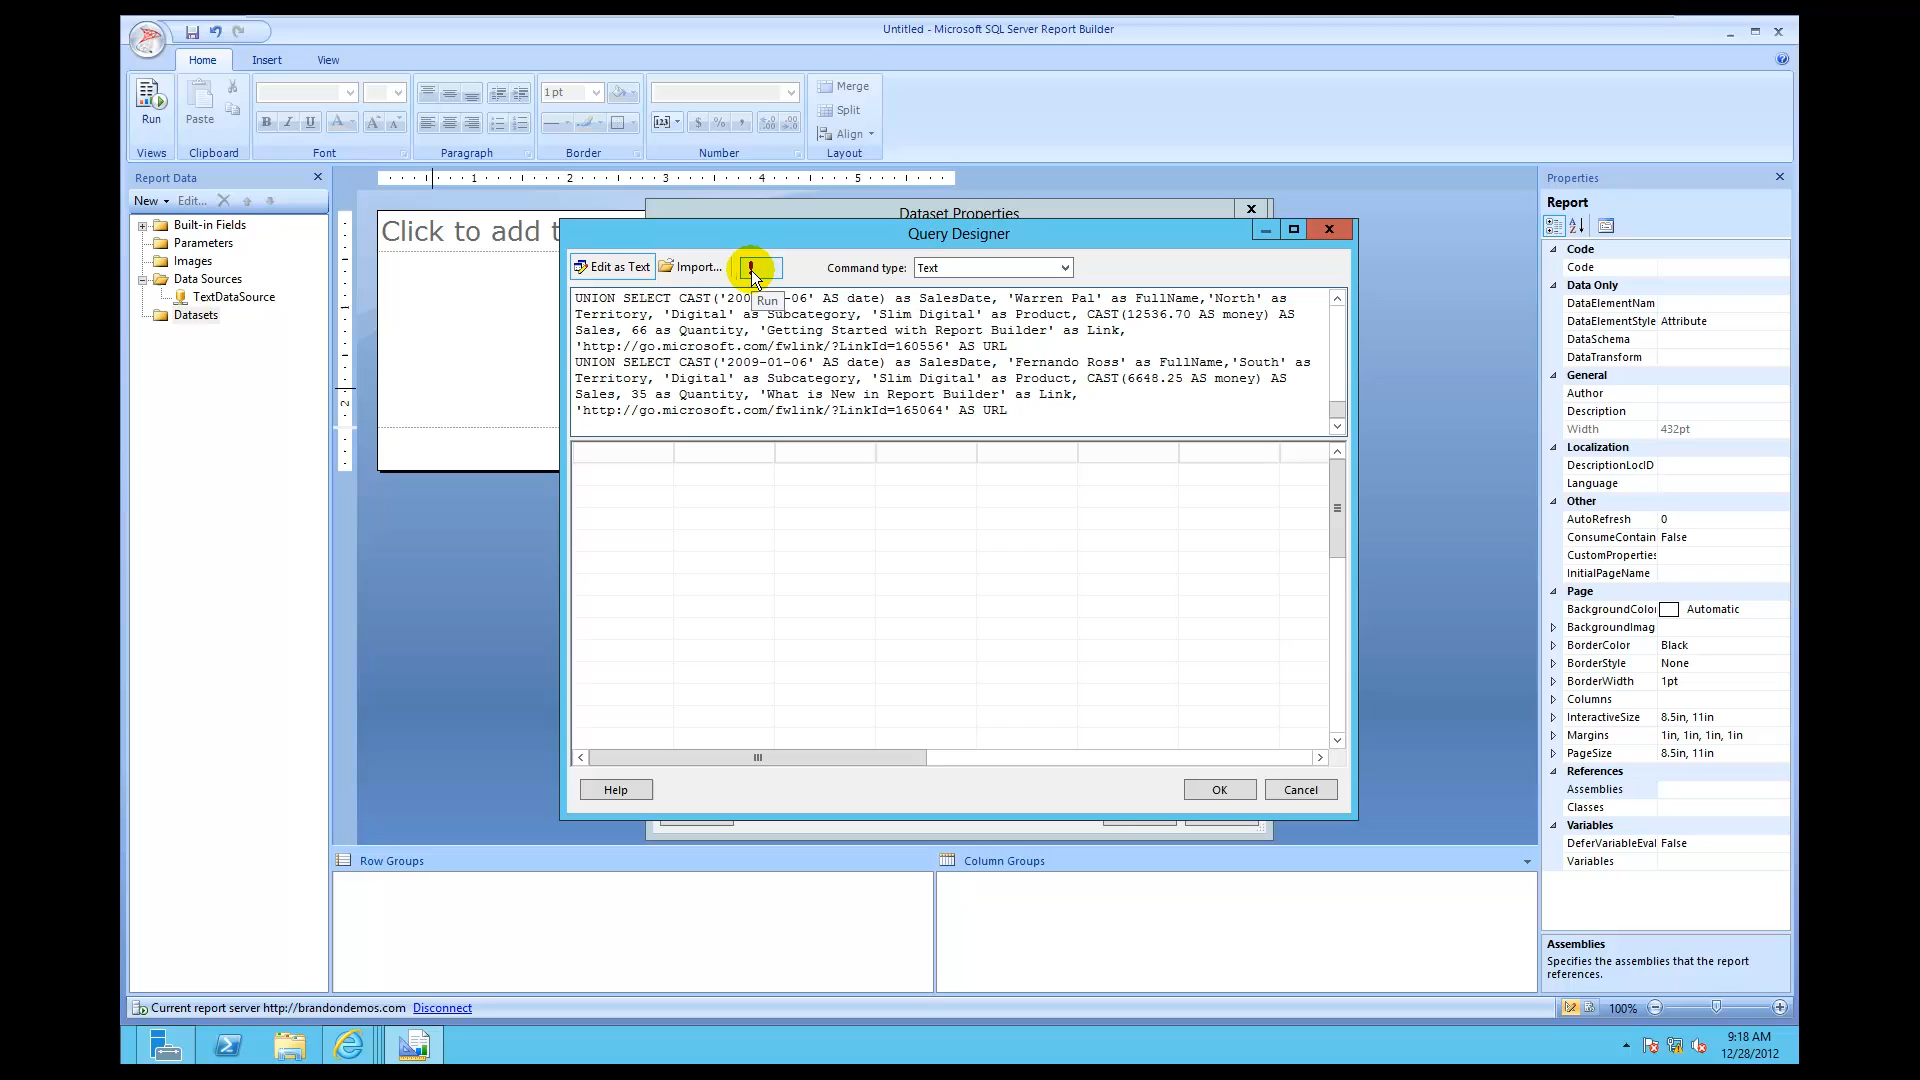 Untitled - Microsoft SQL Server Report Builder
Home
Insert
View
Run
Paste
1 pt
B I U
Merge
Split
Align
Views
Clipboard
Font
Paragraph
Border
Number
Layout
Report Data
New
Edit...
Built-in Fields
Parameters
Images
Data Sources
TextDataSource
Datasets
1 2 3 4 5
1
2
Click to add t
Dataset Properties
Query Designer
Edit as Text
Import...
Command type:
Text
Run
UNION SELECT CAST('200 -06' AS date) as SalesDate, 'Warren Pal' as FullName,'North' as
Territory, 'Digital' as Subcategory, 'Slim Digital' as Product, CAST(12536.70 AS money) AS
Sales, 66 as Quantity, 'Getting Started with Report Builder' as Link,
'http://go.microsoft.com/fwlink/?LinkId=160556' AS URL
UNION SELECT CAST('2009-01-06' AS date) as SalesDate, 'Fernando Ross' as FullName,'South' as
Territory, 'Digital' as Subcategory, 'Slim Digital' as Product, CAST(6648.25 AS money) AS
Sales, 35 as Quantity, 'What is New in Report Builder' as Link,
'http://go.microsoft.com/fwlink/?LinkId=165064' AS URL
Help
OK
Cancel
Properties
Report
Code
Code
Data Only
DataElementNam
DataElementStyle Attribute
DataSchema
DataTransform
General
Author
Description
Width 432pt
Localization
DescriptionLocID
Language
Other
AutoRefresh 0
ConsumeContain False
CustomProperties
InitialPageName
Page
BackgroundColor Automatic
BackgroundImag
BorderColor Black
BorderStyle None
BorderWidth 1pt
Columns
InteractiveSize 8.5in, 11in
Margins 1in, 1in, 1in, 1in
PageSize 8.5in, 11in
References
Assemblies
Classes
Variables
DeferVariableEval False
Variables
Assemblies
Specifies the assemblies that the report
references.
Row Groups
Column Groups
Current report server http://brandondemos.com Disconnect
100%
9:18 AM
12/28/2012